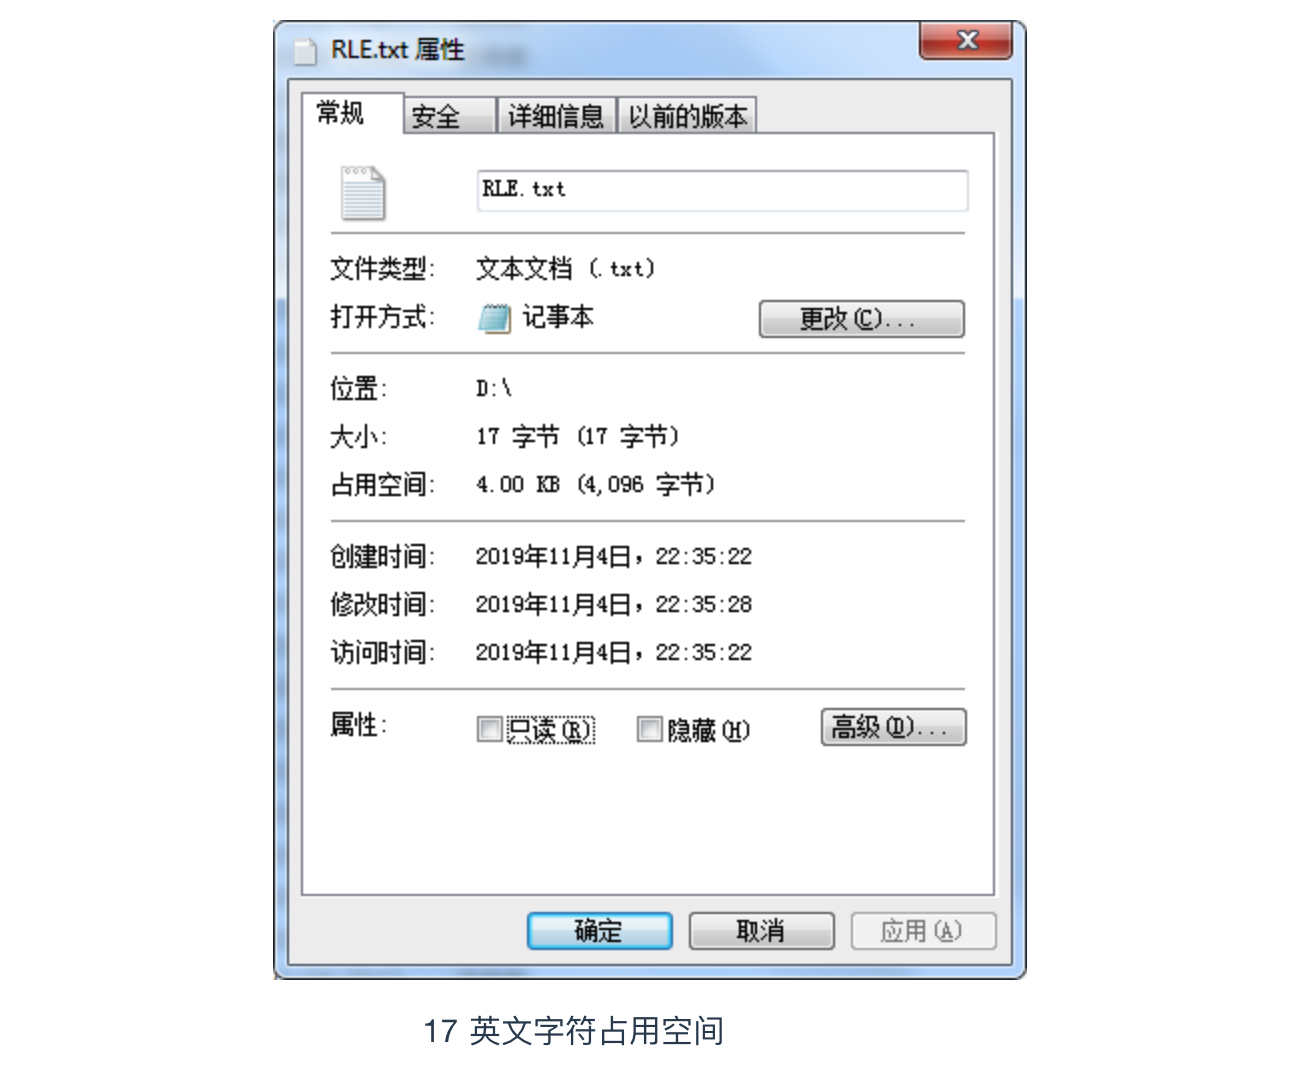 RLE.txt 属性
常规 安全 详细信息 以前的版本
RLE.txt
文件类型: 文本文档 (.txt)
打开方式: 记事本 更改(C)...
位置: D:\
大小: 17 字节 (17 字节)
占用空间: 4.00 KB (4,096 字节)
创建时间: 2019年11月4日，22:35:22
修改时间: 2019年11月4日，22:35:28
访问时间: 2019年11月4日，22:35:22
属性: 只读(R) 隐藏(H) 高级(D)...
确定 取消 应用(A)
17 英文字符占用空间